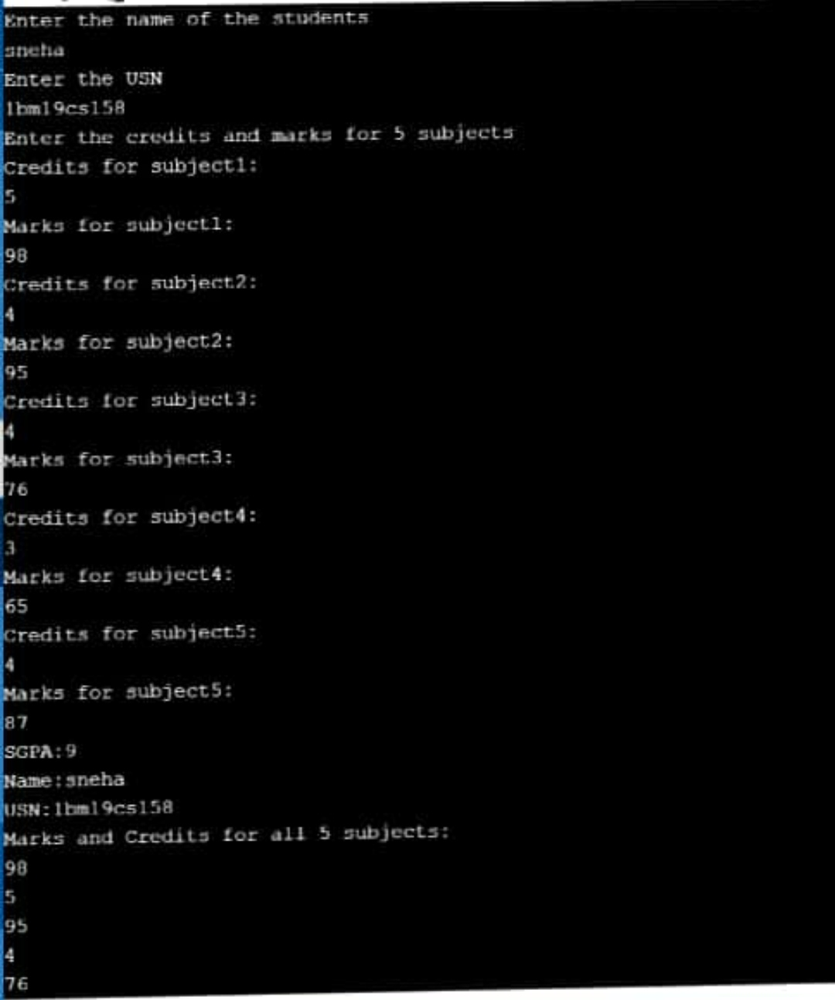 Enter the name of the students
sneha
Enter the USN
1bm19cs158
Enter the credits and marks for 5 subjects
Credits for subject1:
5
Marks for subject1:
98
Credits for subject2:
4
Marks for subject2:
95
Credits for subject3:
4
Marks for subject3:
76
Credits for subject4:
3
Marks for subject4:
65
Credits for subject5:
4
Marks for subject5:
87
SGPA:9
Name:sneha
USN:1bm19cs158
Marks and Credits for all 5 subjects:
98
5
95
4
76